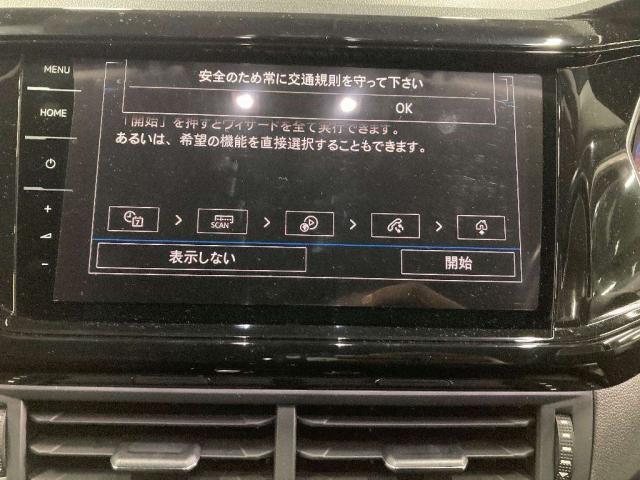 MENU
HOME
安全のため常に交通規則を守って下さい
OK
「開始」を押すとウィザードを全て実行できます。
あるいは、希望の機能を直接選択することもできます。
7
SCAN
表示しない
開始